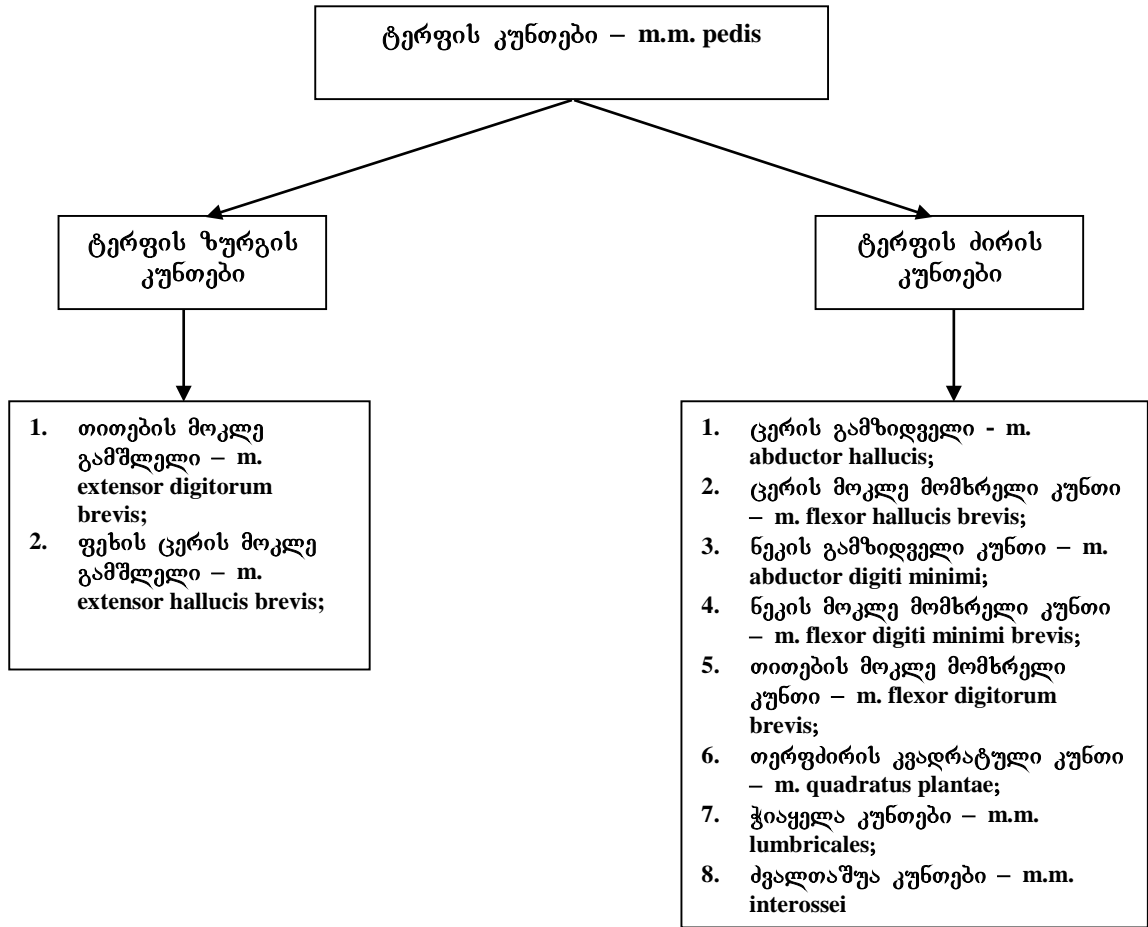 ტერფის კუნთები – m.m. pedis
ტერფის ზურგის
კუნთები
ტერფის ძირის
კუნთები
1. თითების მოკლე
გამშლელი – m.
extensor digitorum
brevis;
2. ფეხის ცერის მოკლე
გამშლელი – m.
extensor hallucis brevis;
1. ცერის გამზიდველი - m.
abductor hallucis;
2. ცერის მოკლე მომხრელი კუნთი
– m. flexor hallucis brevis;
3. ნეკის გამზიდველი კუნთი – m.
abductor digiti minimi;
4. ნეკის მოკლე მომხრელი კუნთი
– m. flexor digiti minimi brevis;
5. თითების მოკლე მომხრელი
კუნთი – m. flexor digitorum
brevis;
6. თერფძირის კვადრატული კუნთი
– m. quadratus plantae;
7. ჭიაყელა კუნთები – m.m.
lumbricales;
8. ძვალთაშუა კუნთები – m.m.
interossei